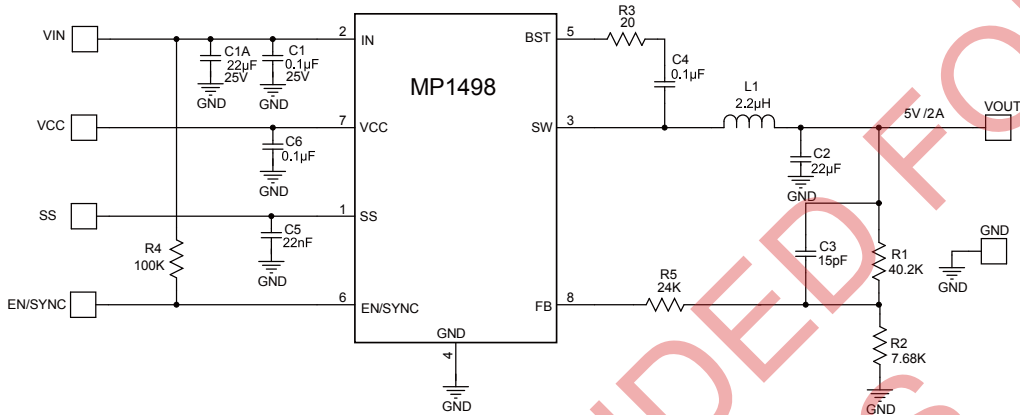 VIN
VCC
SS
EN/SYNC
R4
100K
C1A
22µF
25V
GND
C1
0.1µF
25V
GND
C6
0.1µF
GND
C5
22nF
GND
2
IN
7
VCC
1
SS
6
EN/SYNC
MP1498
BST
5
SW
3
FB
8
GND
4
GND
R3
20
C4
0.1µF
L1
2.2µH
5V/2A
VOUT
C2
22µF
GND
C3
15pF
R1
40.2K
R5
24K
R2
7.68K
GND
GND
GND